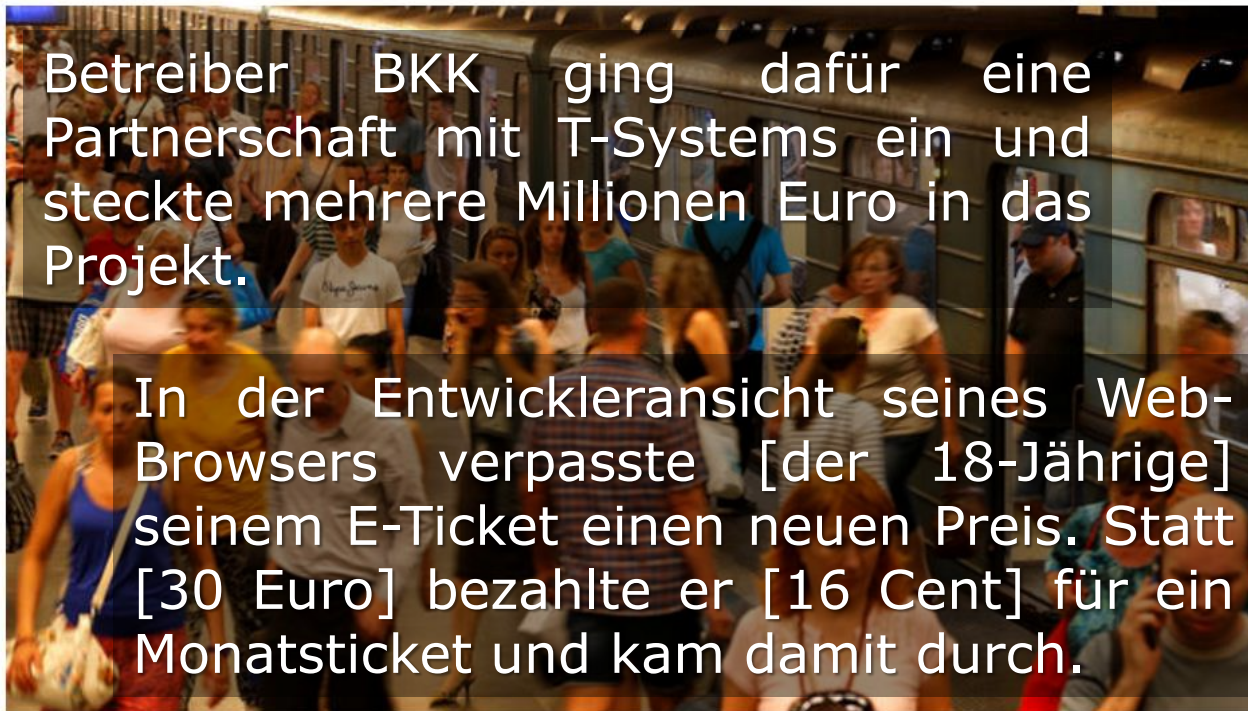 Betreiber BKK ging dafür eine
Partnerschaft mit T-Systems ein und
steckte mehrere Millionen Euro in das
Projekt.
In der Entwickleransicht seines Web-
Browsers verpasste [der 18-Jährige]
seinem E-Ticket einen neuen Preis. Statt
[30 Euro] bezahlte er [16 Cent] für ein
Monatsticket und kam damit durch.